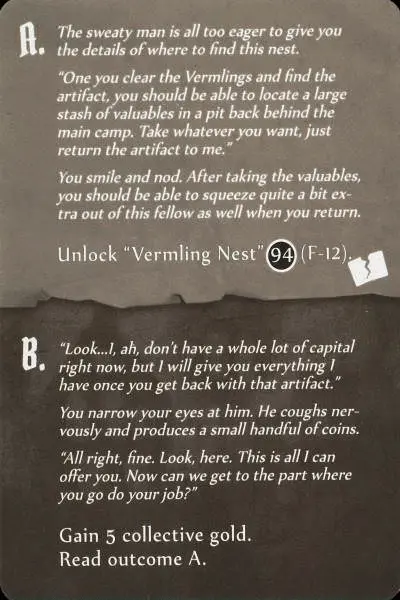 A. The sweaty man is all too eager to give you
the details of where to find this nest.
“One you clear the Vermlings and find the
artifact, you should be able to locate a large
stash of valuables in a pit back behind the
main camp. Take whatever you want, just
return the artifact to me.”
You smile and nod. After taking the valuables,
you should be able to squeeze quite a bit ex-
tra out of this fellow as well when you return.
Unlock “Vermling Nest” 94 (F-12).
B. “Look...I, ah, don’t have a whole lot of capital
right now, but I will give you everything I
have once you get back with that artifact.”
You narrow your eyes at him. He coughs ner-
vously and produces a small handful of coins.
“All right, fine. Look, here. This is all I can
offer you. Now can we get to the part where
you go do your job?”
Gain 5 collective gold.
Read outcome A.